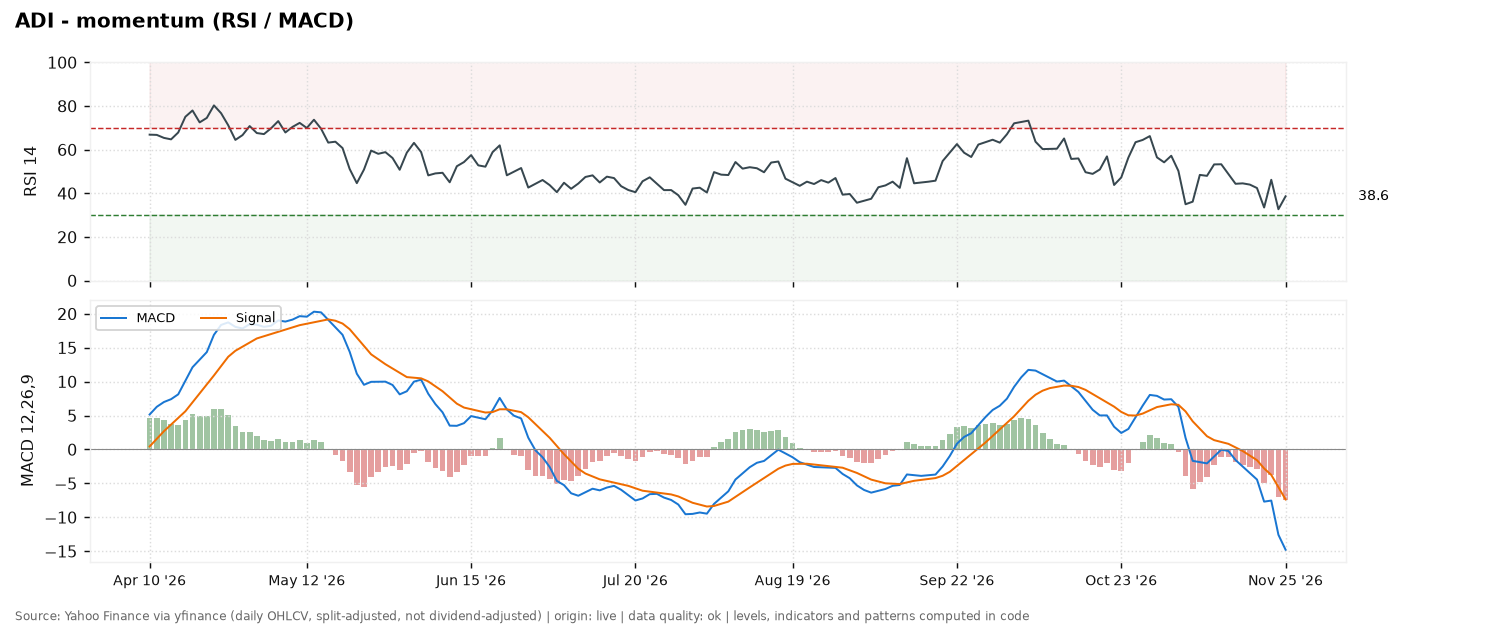 ADI - momentum (RSI / MACD)
100
80
60
40
20
0
RSI 14
38.6
MACD
Signal
20
15
10
5
0
−5
−10
−15
MACD 12,26,9
Apr 10 '26
May 12 '26
Jun 15 '26
Jul 20 '26
Aug 19 '26
Sep 22 '26
Oct 23 '26
Nov 25 '26
Source: Yahoo Finance via yfinance (daily OHLCV, split-adjusted, not dividend-adjusted) | origin: live | data quality: ok | levels, indicators and patterns computed in code